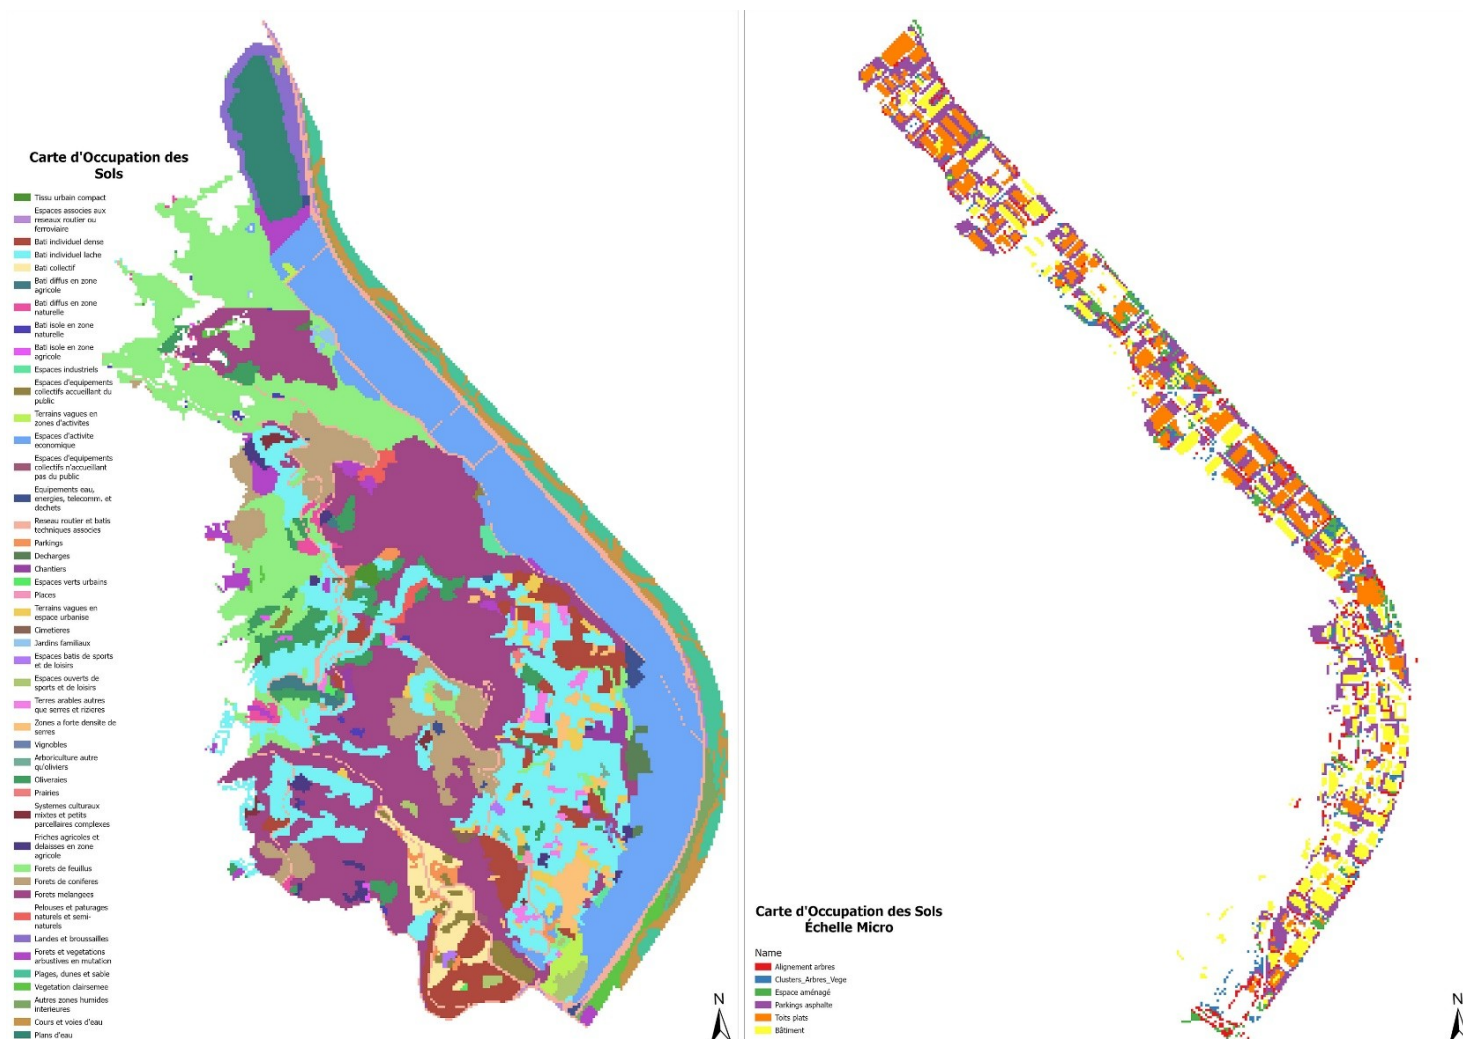 Carte d'Occupation des
Sols
Tissu urbain compact
Espaces associes aux
reseaux routier ou
ferroviaire
Bati individuel dense
Bati individuel lache
Bati collectif
Bati diffus en zone
agricole
Bati diffus en zone
naturelle
Bati isole en zone
naturelle
Bati isole en zone
agricole
Espaces industriels
Espaces d'equipements
collectifs accueillant du
public
Terrains vagues en
zones d'activites
Espaces d'activite
economique
Espaces d'equipements
collectifs n'accueillant
pas du public
Equipements eau,
energies, telecomm. et
dechets
Reseau routier et batis
techniques associes
Parkings
Decharges
Chantiers
Espaces verts urbains
Places
Terrains vagues en
espace urbanise
Cimetieres
Jardins familiaux
Espaces batis de sports
et de loisirs
Espaces ouverts de
sports et de loisirs
Terres arables autres
que serres et rizieres
Zones a forte densite de
serres
Vignobles
Arboriculture autre
qu'oliviers
Oliveraies
Prairies
Systemes culturaux
mixtes et petits
parcellaires complexes
Friches agricoles et
delaisses en zone
agricole
Forets de feuillus
Forets de coniferes
Forets melangees
Pelouses et paturages
naturels et semi-
naturels
Landes et broussailles
Forets et vegetations
arbustives en mutation
Plages, dunes et sable
Vegetation clairsemee
Autres zones humides
interieures
Cours et voies d'eau
Plans d'eau
N
Carte d'Occupation des Sols
Échelle Micro
Name
Alignement arbres
Clusters_Arbres_Vege
Espace aménagé
Parkings asphalte
Toits plats
Bâtiment
N